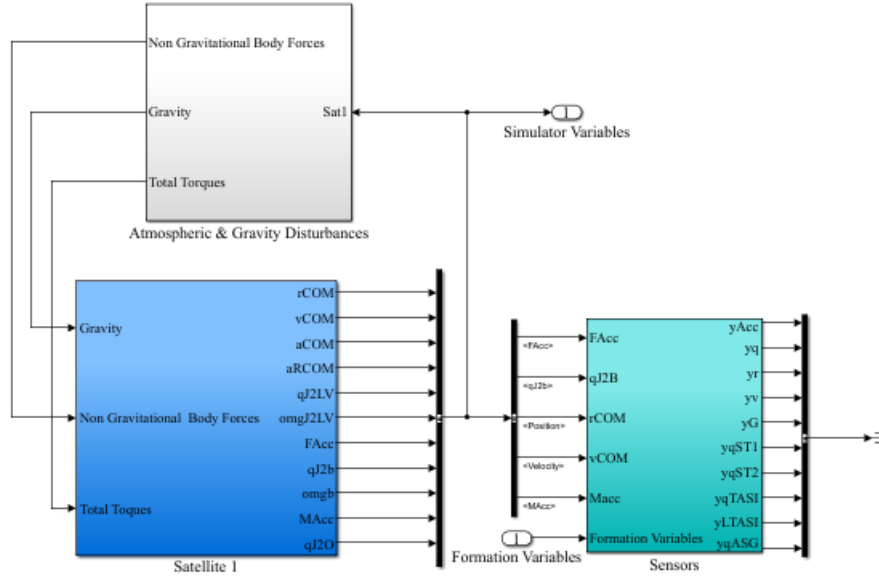 Non Gravitational Body Forces
Gravity
Sat1
Total Torques
Atmospheric & Gravity Disturbances
1
Simulator Variables
Gravity
Non Gravitational Body Forces
Total Toques
rCOM
vCOM
aCOM
aRCOM
qJ2LV
omgJ2LV
FAcc
qJ2b
omgb
MAcc
qJ2O
Satellite 1
<FAcc>
<qJ2b>
<Position>
<Velocity>
<MAcc>
1
Formation Variables
FAcc
qJ2B
rCOM
vCOM
Macc
Formation Variables
yAcc
yq
yr
yv
yG
yqST1
yqST2
yqTASI
yLTASI
yqASG
Sensors